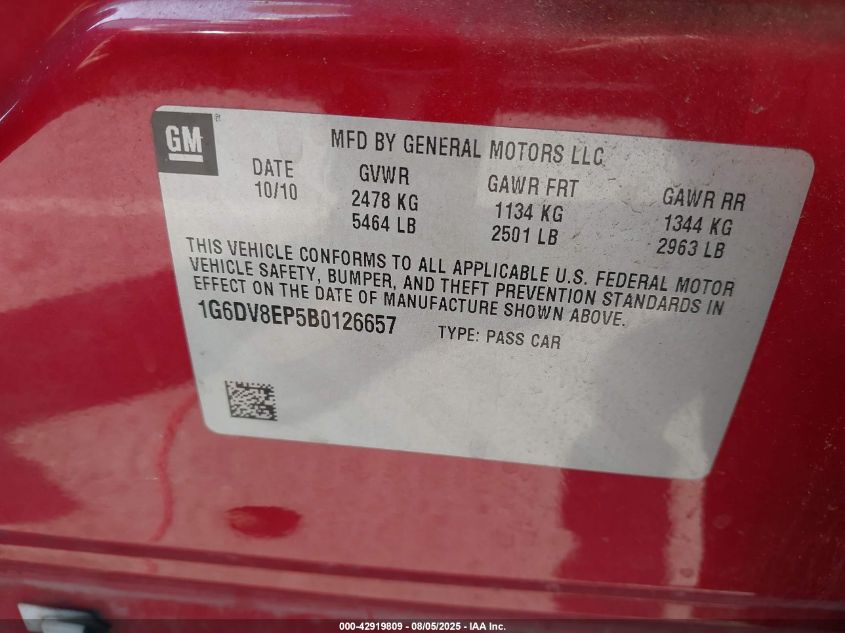 GM
MFD BY GENERAL MOTORS LLC
DATE GVWR GAWR FRT GAWR RR
10/10 2478 KG 1134 KG 1344 KG
5464 LB 2501 LB 2963 LB
THIS VEHICLE CONFORMS TO ALL APPLICABLE U.S. FEDERAL MOTOR
VEHICLE SAFETY, BUMPER, AND THEFT PREVENTION STANDARDS IN
EFFECT ON THE DATE OF MANUFACTURE SHOWN ABOVE.
1G6DV8EP5B0126657 TYPE: PASS CAR
000-42919809 - 08/05/2025 - IAA Inc.